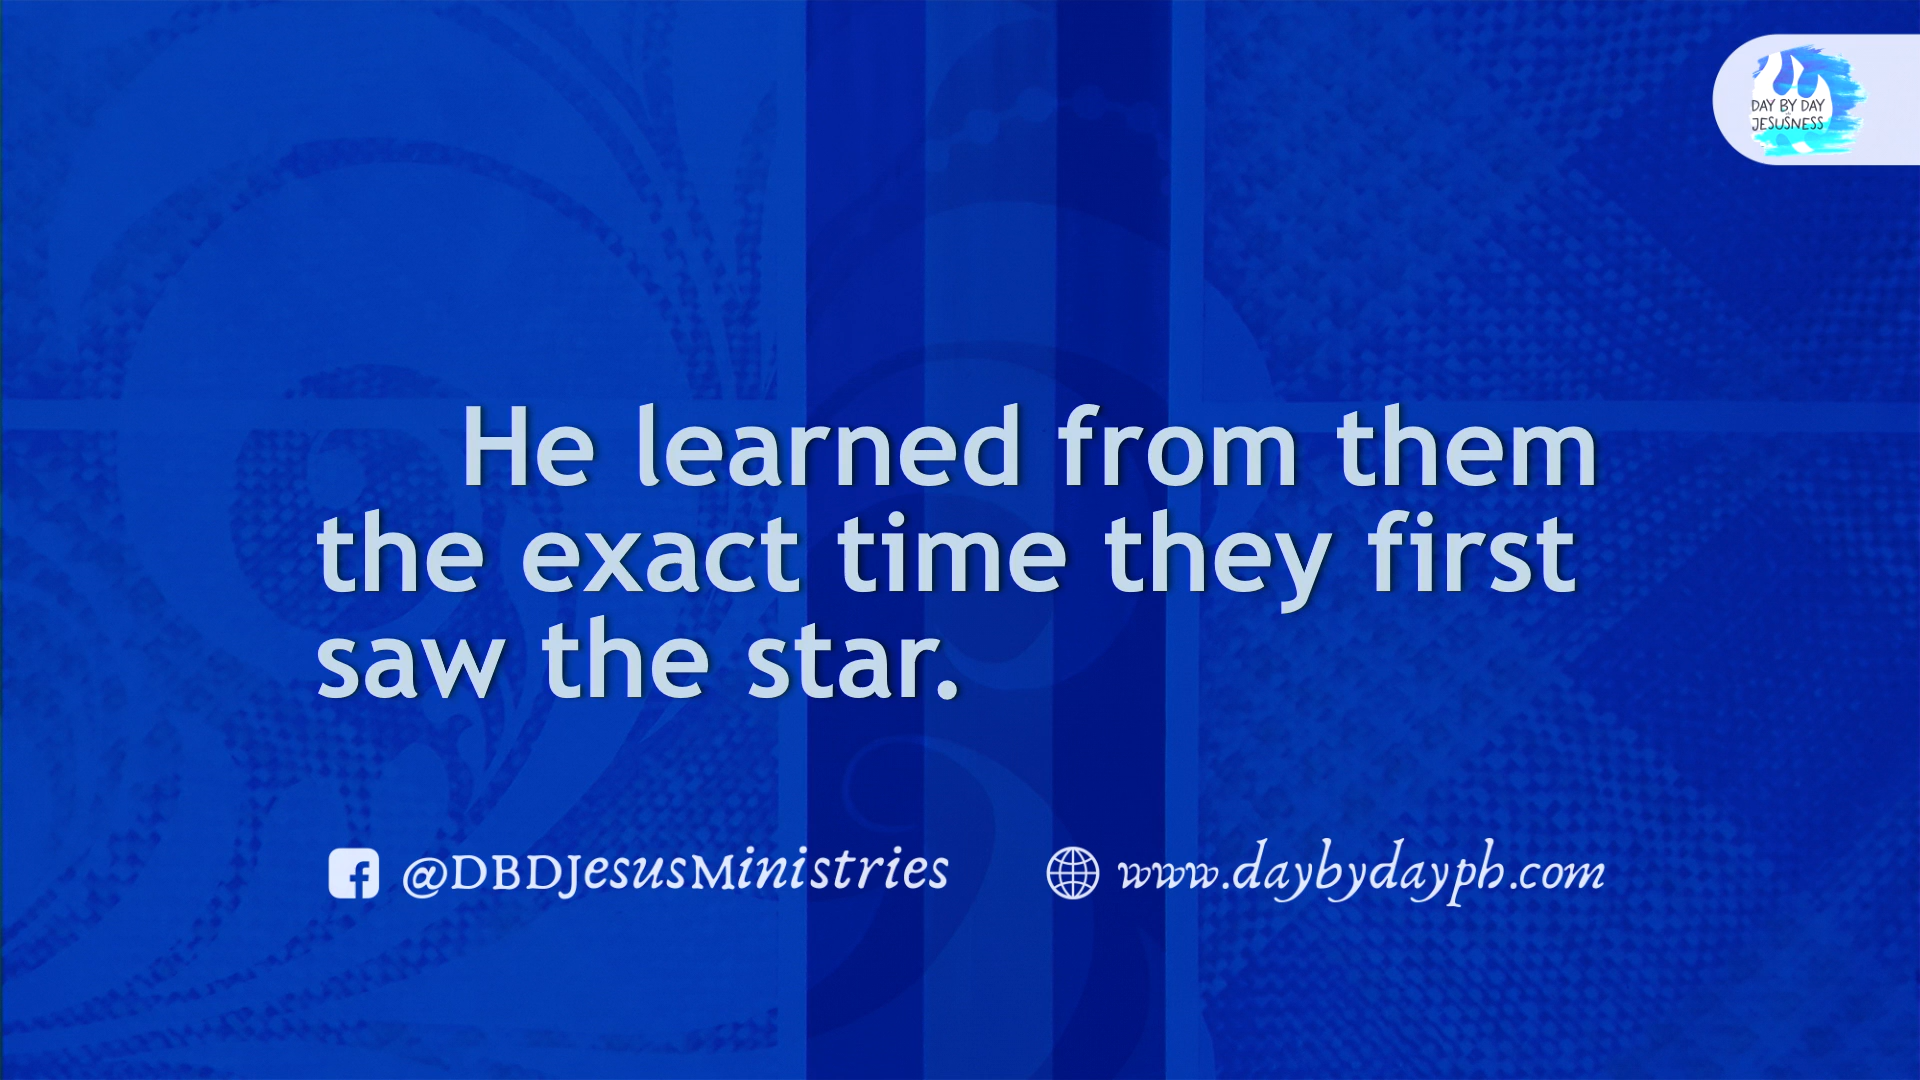 DAY BY DAY
JESUSNESS
He learned from them
the exact time they first
saw the star.
@DBDJesusMinistries
www.daybydayph.com